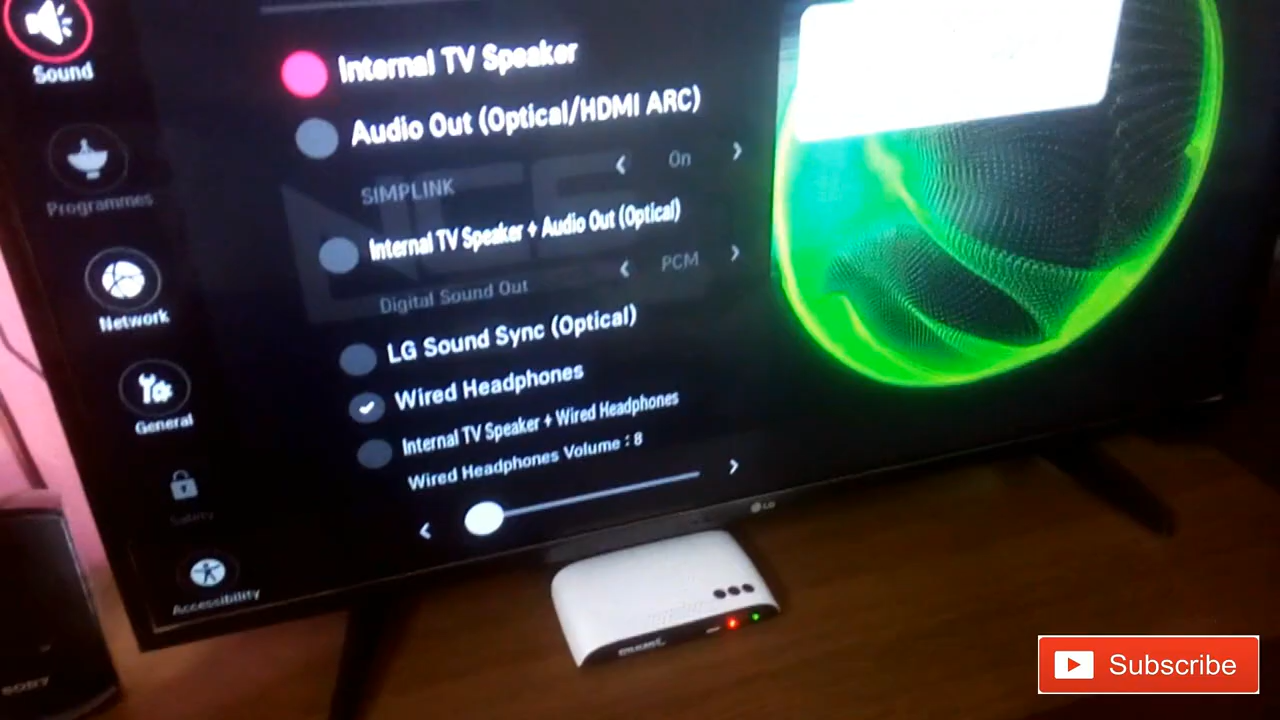 Sound
Internal TV Speaker
Audio Out (Optical/HDMI ARC)
SIMPLINK
On
Programmes
Internal TV Speaker + Audio Out (Optical)
Digital Sound Out
PCM
Network
LG Sound Sync (Optical)
Wired Headphones
General
Internal TV Speaker + Wired Headphones
Wired Headphones Volume : 8
Safety
Accessibility
LG
SONY
Subscribe